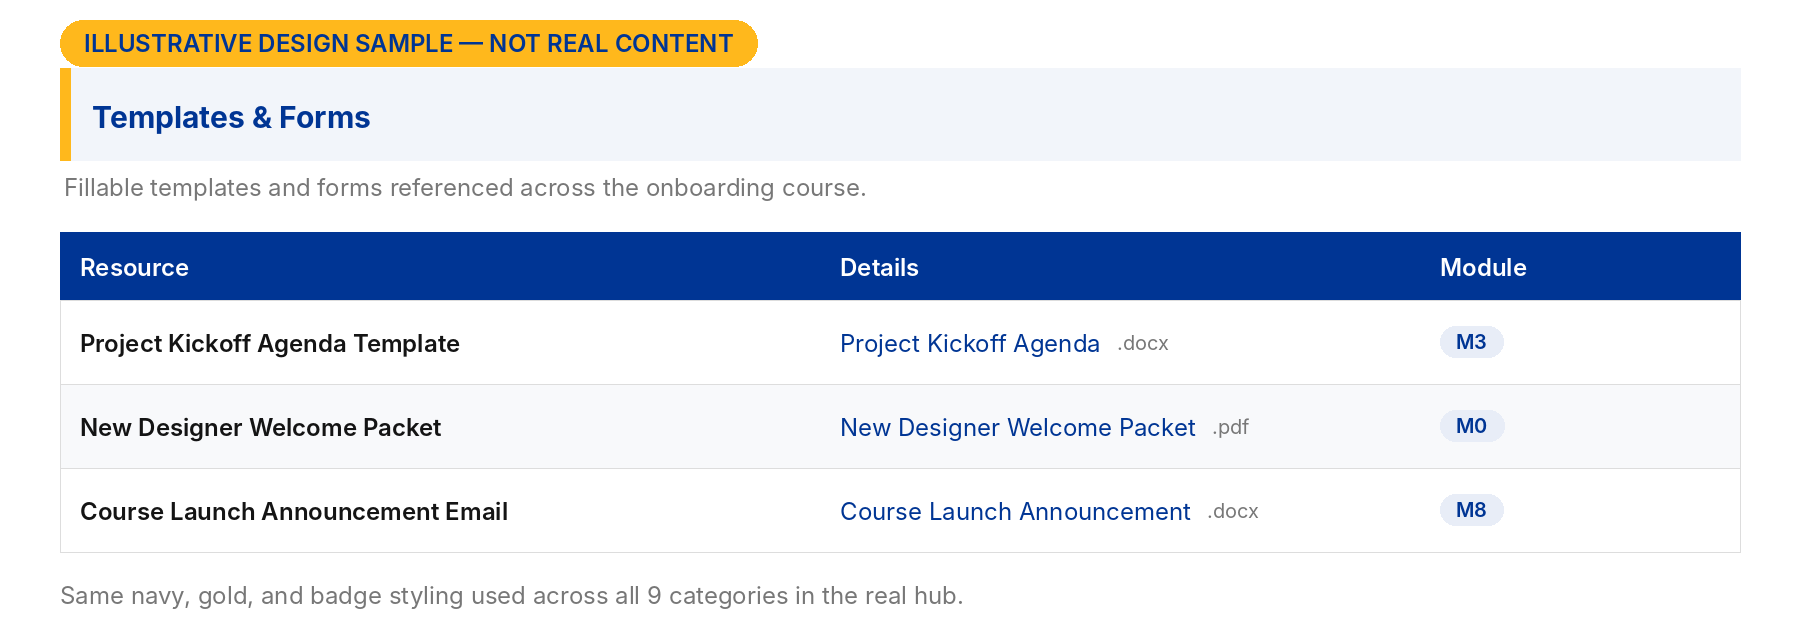 ILLUSTRATIVE DESIGN SAMPLE — NOT REAL CONTENT
Templates & Forms
Fillable templates and forms referenced across the onboarding course.
Resource Details Module
Project Kickoff Agenda Template Project Kickoff Agenda .docx M3
New Designer Welcome Packet New Designer Welcome Packet .pdf M0
Course Launch Announcement Email Course Launch Announcement .docx M8
Same navy, gold, and badge styling used across all 9 categories in the real hub.